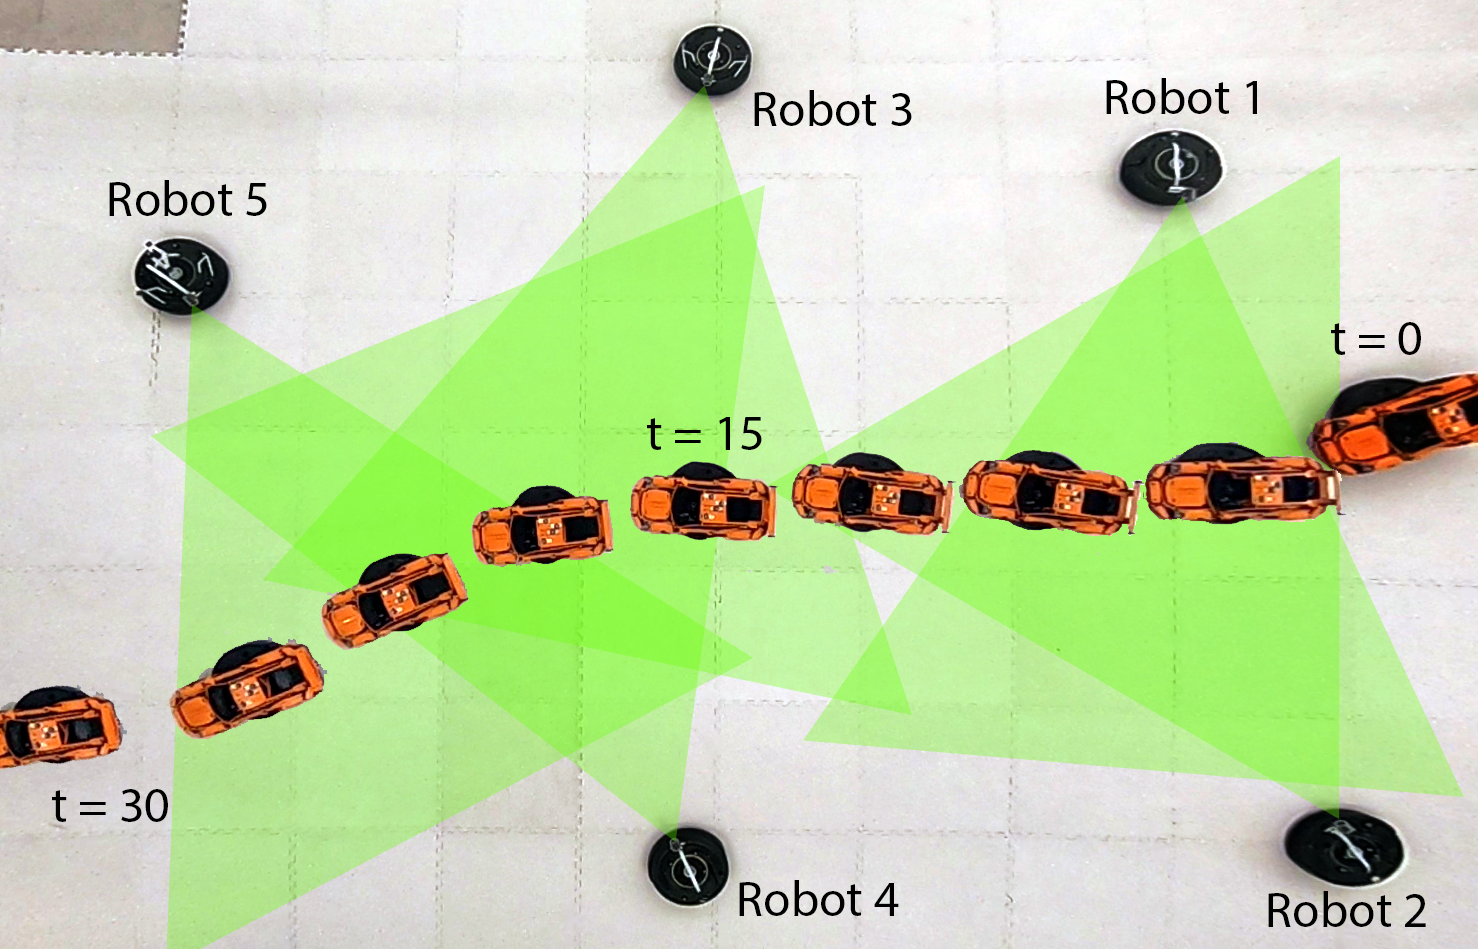 Robot 3
Robot 1
Robot 5
t = 0
t = 15
t = 30
Robot 4
Robot 2